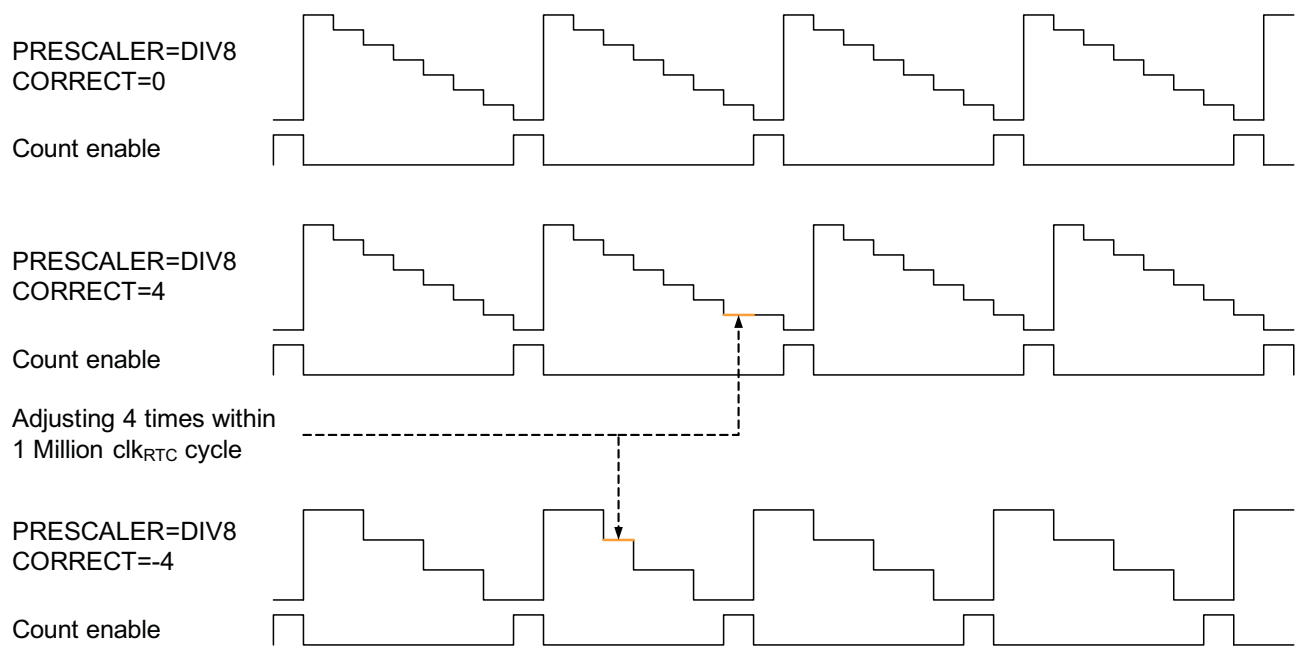 PRESCALER=DIV8
CORRECT=0
Count enable
PRESCALER=DIV8
CORRECT=4
Count enable
Adjusting 4 times within
1 Million clkRTC cycle
PRESCALER=DIV8
CORRECT=-4
Count enable